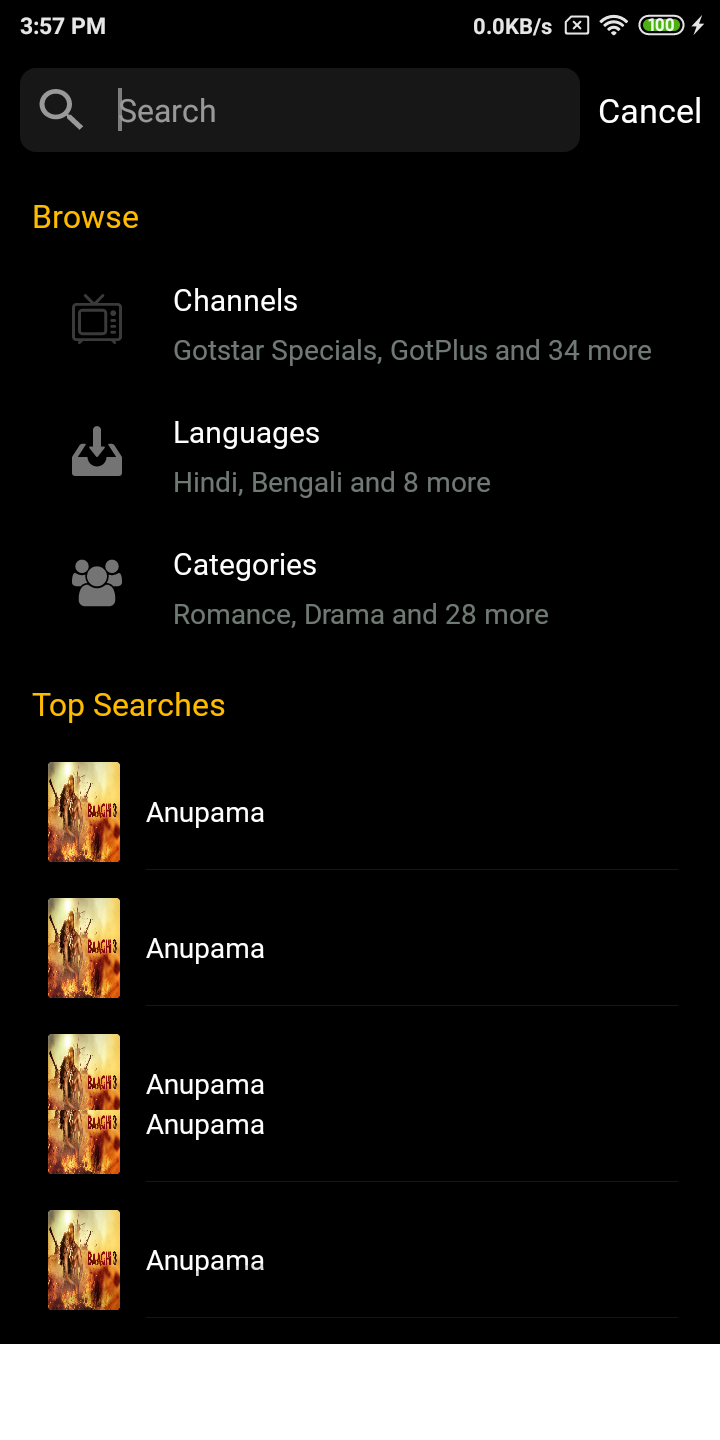 3:57 PM 0.0KB/s 100
Search Cancel
Browse
Channels
Gotstar Specials, GotPlus and 34 more
Languages
Hindi, Bengali and 8 more
Categories
Romance, Drama and 28 more
Top Searches
BAAGHI 3
Anupama
BAAGHI 3
Anupama
BAAGHI 3
Anupama
BAAGHI 3
Anupama
BAAGHI 3
Anupama